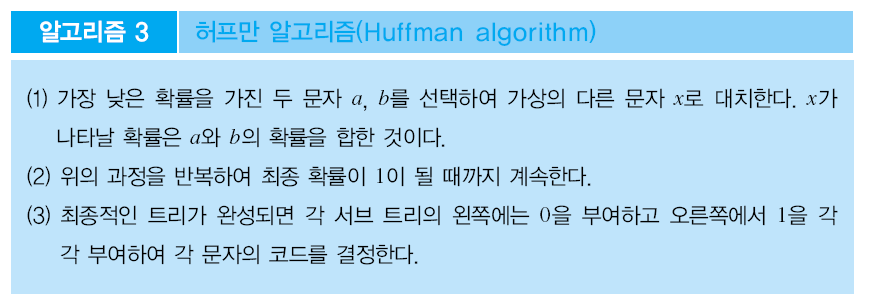 알고리즘 3 허프만 알고리즘(Huffman algorithm)
(1) 가장 낮은 확률을 가진 두 문자 a, b를 선택하여 가상의 다른 문자 x로 대치한다. x가
나타날 확률은 a와 b의 확률을 합한 것이다.
(2) 위의 과정을 반복하여 최종 확률이 1이 될 때까지 계속한다.
(3) 최종적인 트리가 완성되면 각 서브 트리의 왼쪽에는 0을 부여하고 오른쪽에서 1을 각
각 부여하여 각 문자의 코드를 결정한다.